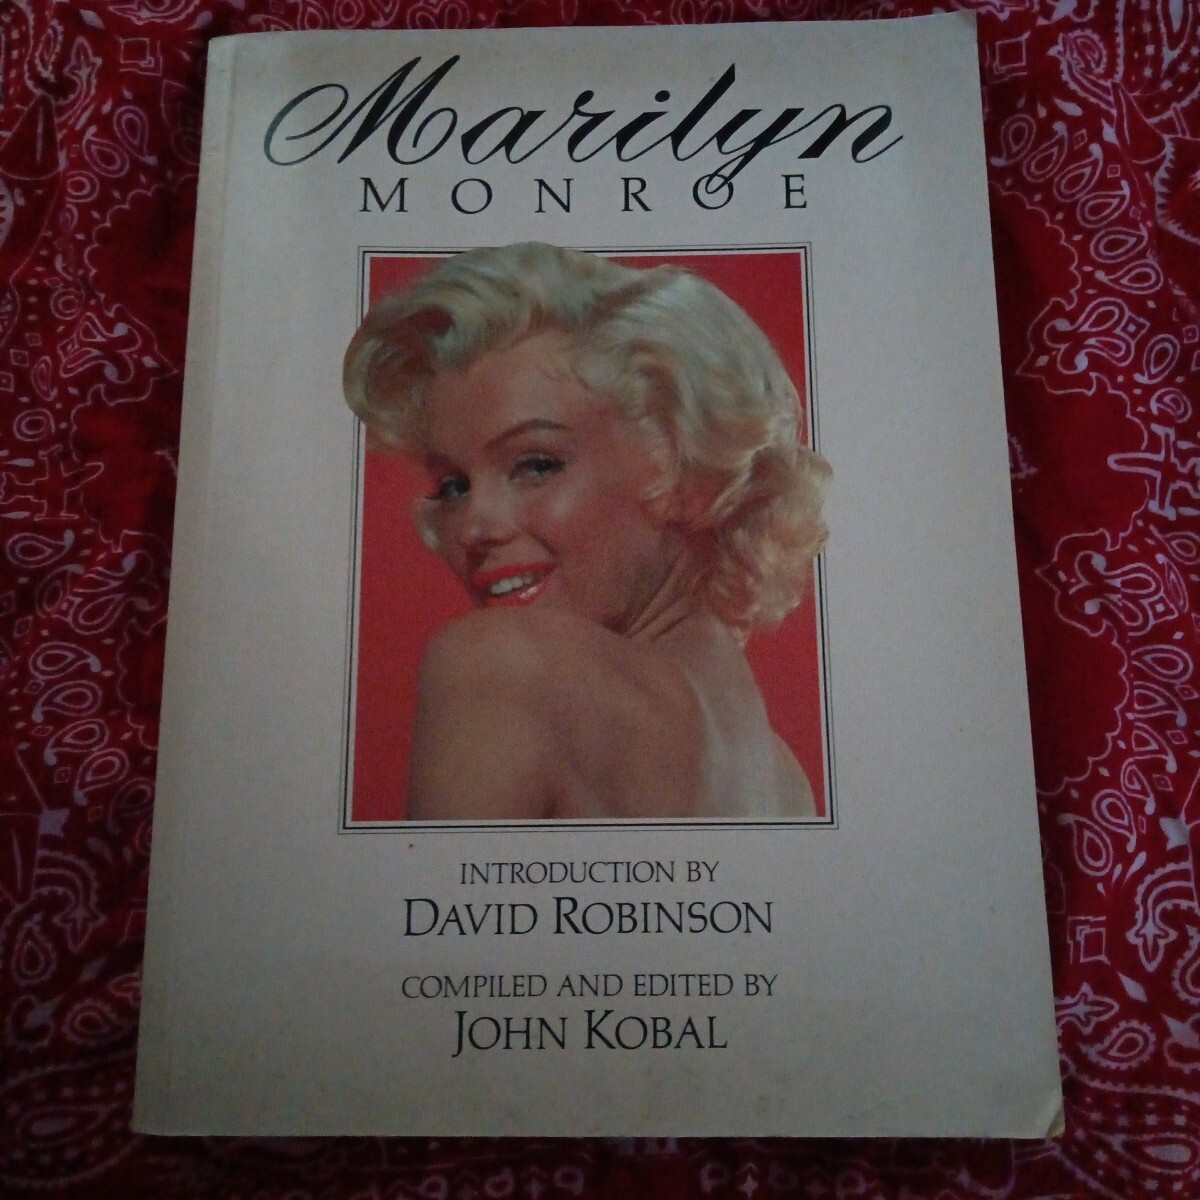 Marilyn
MONROE
INTRODUCTION BY
DAVID ROBINSON
COMPILED AND EDITED BY
JOHN KOBAL